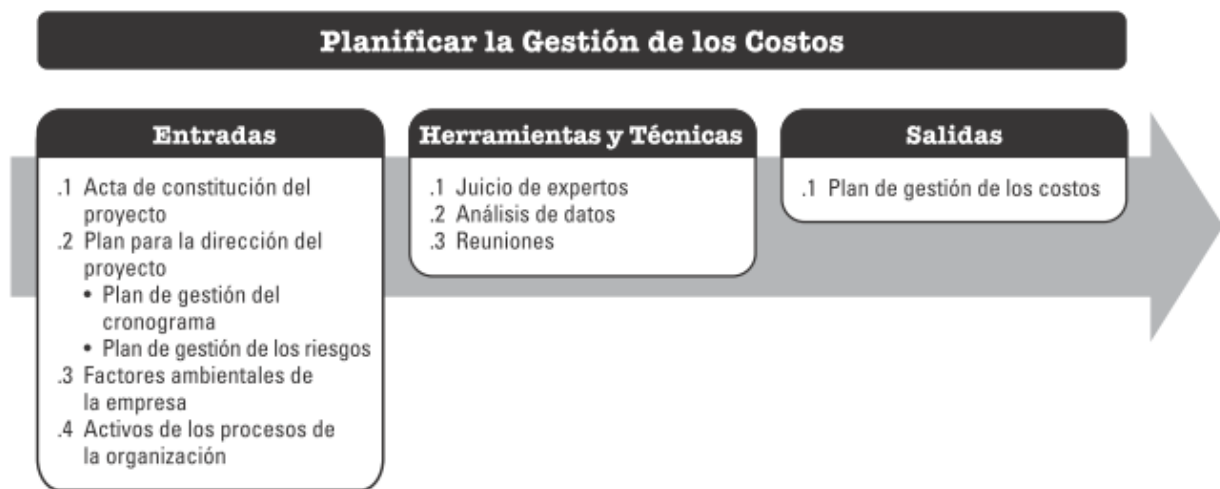 Planificar la Gestión de los Costos
Entradas
.1 Acta de constitución del
proyecto
.2 Plan para la dirección del
proyecto
• Plan de gestión del
cronograma
• Plan de gestión de los riesgos
.3 Factores ambientales de
la empresa
.4 Activos de los procesos de
la organización
Herramientas y Técnicas
.1 Juicio de expertos
.2 Análisis de datos
.3 Reuniones
Salidas
.1 Plan de gestión de los costos